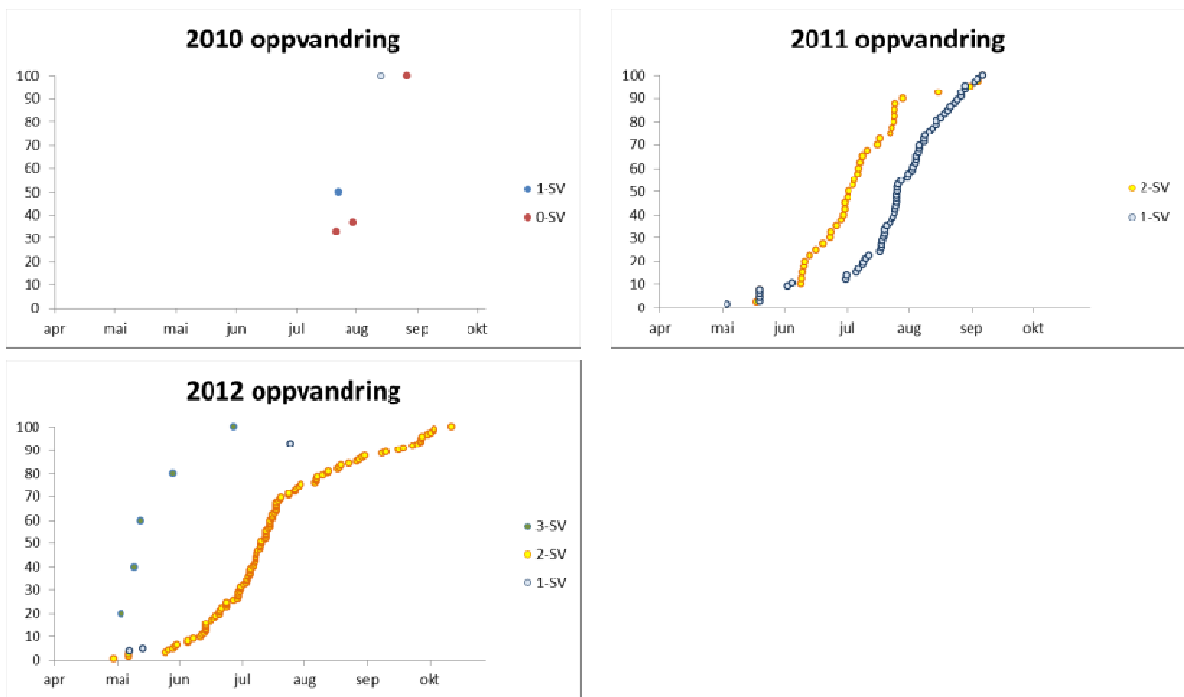 2010 oppvandring
100
90
80
70
60
50
40
30
20
10
0
apr mai mai jun jul aug sep okt
1-SV
0-SV
2011 oppvandring
100
90
80
70
60
50
40
30
20
10
0
apr mai jun jul aug sep okt
2-SV
1-SV
2012 oppvandring
100
90
80
70
60
50
40
30
20
10
0
apr mai jun jul aug sep okt
3-SV
2-SV
1-SV